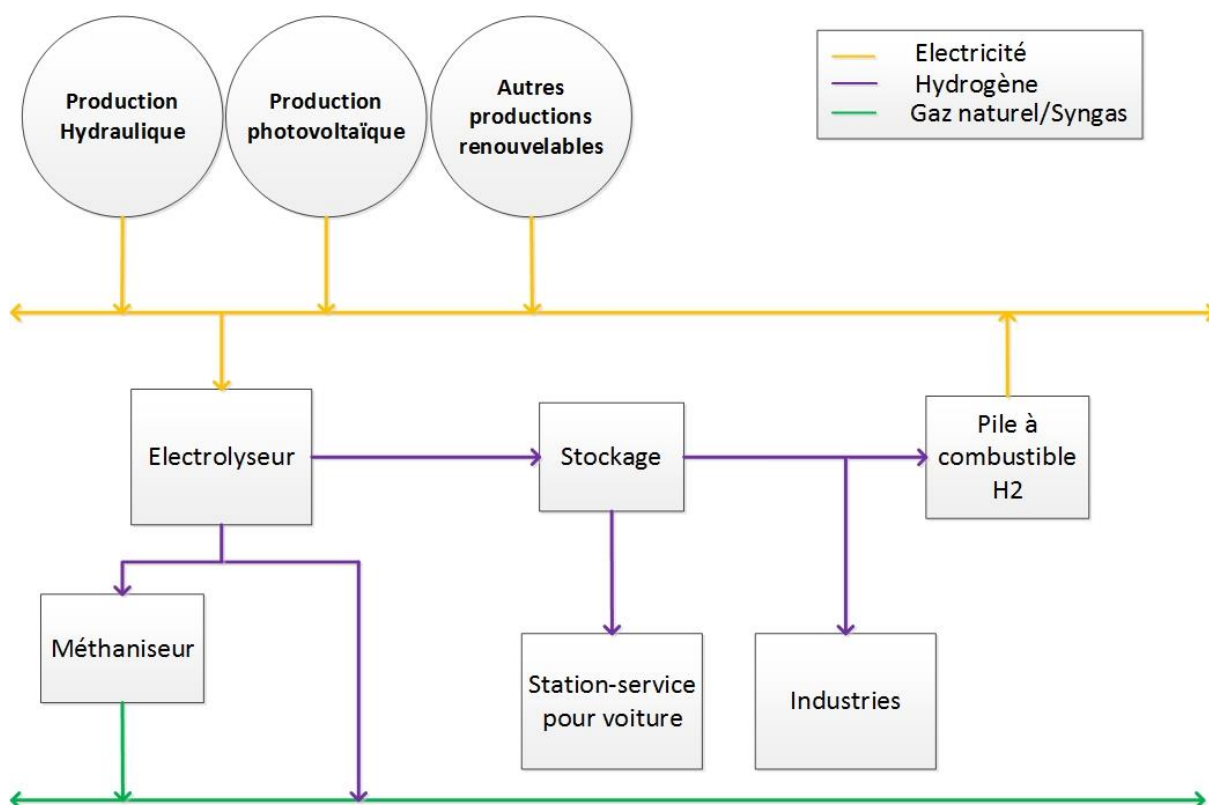 Production
Hydraulique
Production
photovoltaïque
Autres
productions
renouvelables
Electricité
Hydrogène
Gaz naturel/Syngas
Electrolyseur
Stockage
Pile à
combustible
H2
Méthaniseur
Station-service
pour voiture
Industries